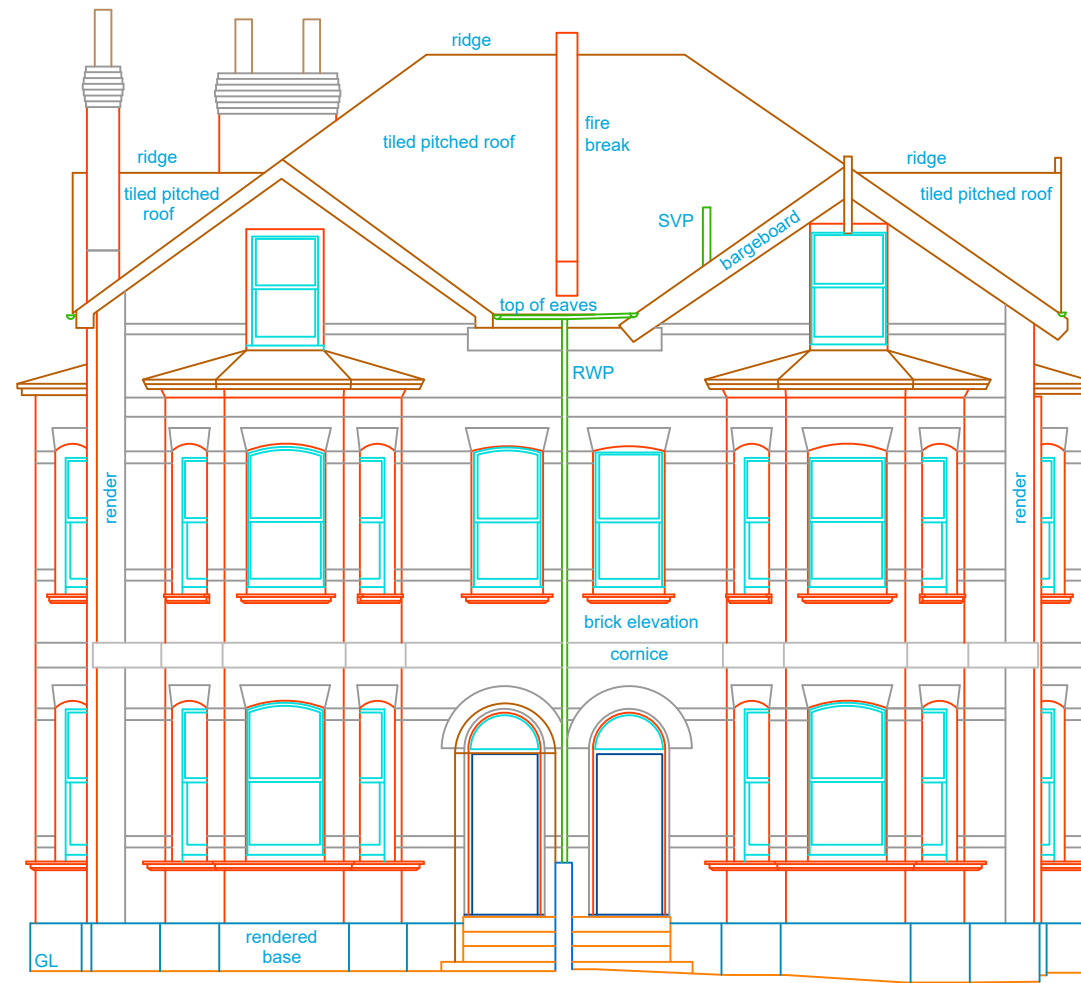 ridge
fire
break
tiled pitched roof
ridge
ridge
tiled pitched
roof
tiled pitched roof
SVP
bargeboard
top of eaves
RWP
render
render
brick elevation
cornice
rendered
base
GL